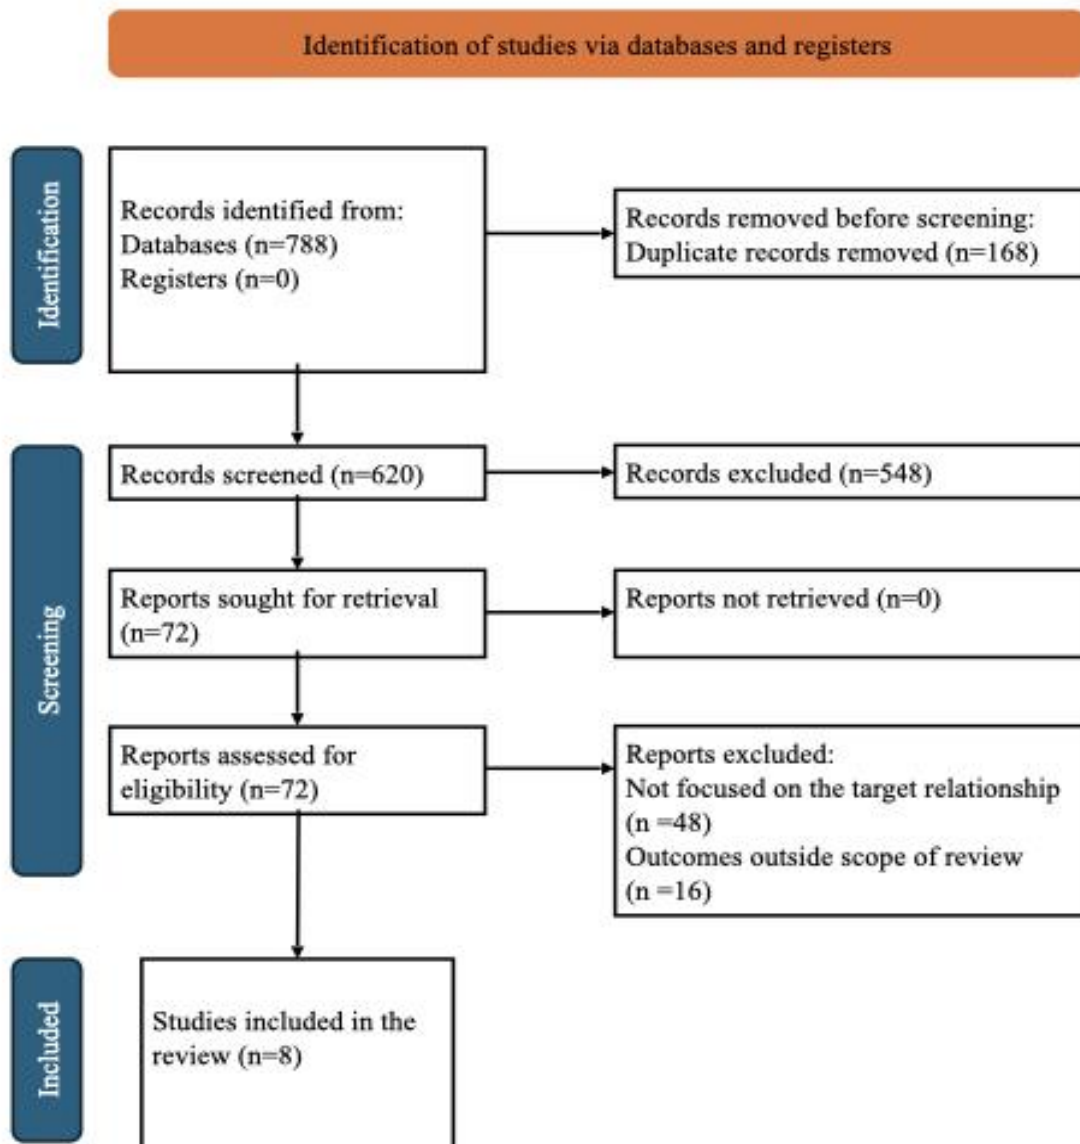 Identification of studies via databases and registers
Identification
Records identified from:
Databases (n=788)
Registers (n=0)
Records removed before screening:
Duplicate records removed (n=168)
Screening
Records screened (n=620)
Records excluded (n=548)
Reports sought for retrieval
(n=72)
Reports not retrieved (n=0)
Reports assessed for
eligibility (n=72)
Reports excluded:
Not focused on the target relationship
(n =48)
Outcomes outside scope of review
(n =16)
Included
Studies included in the
review (n=8)